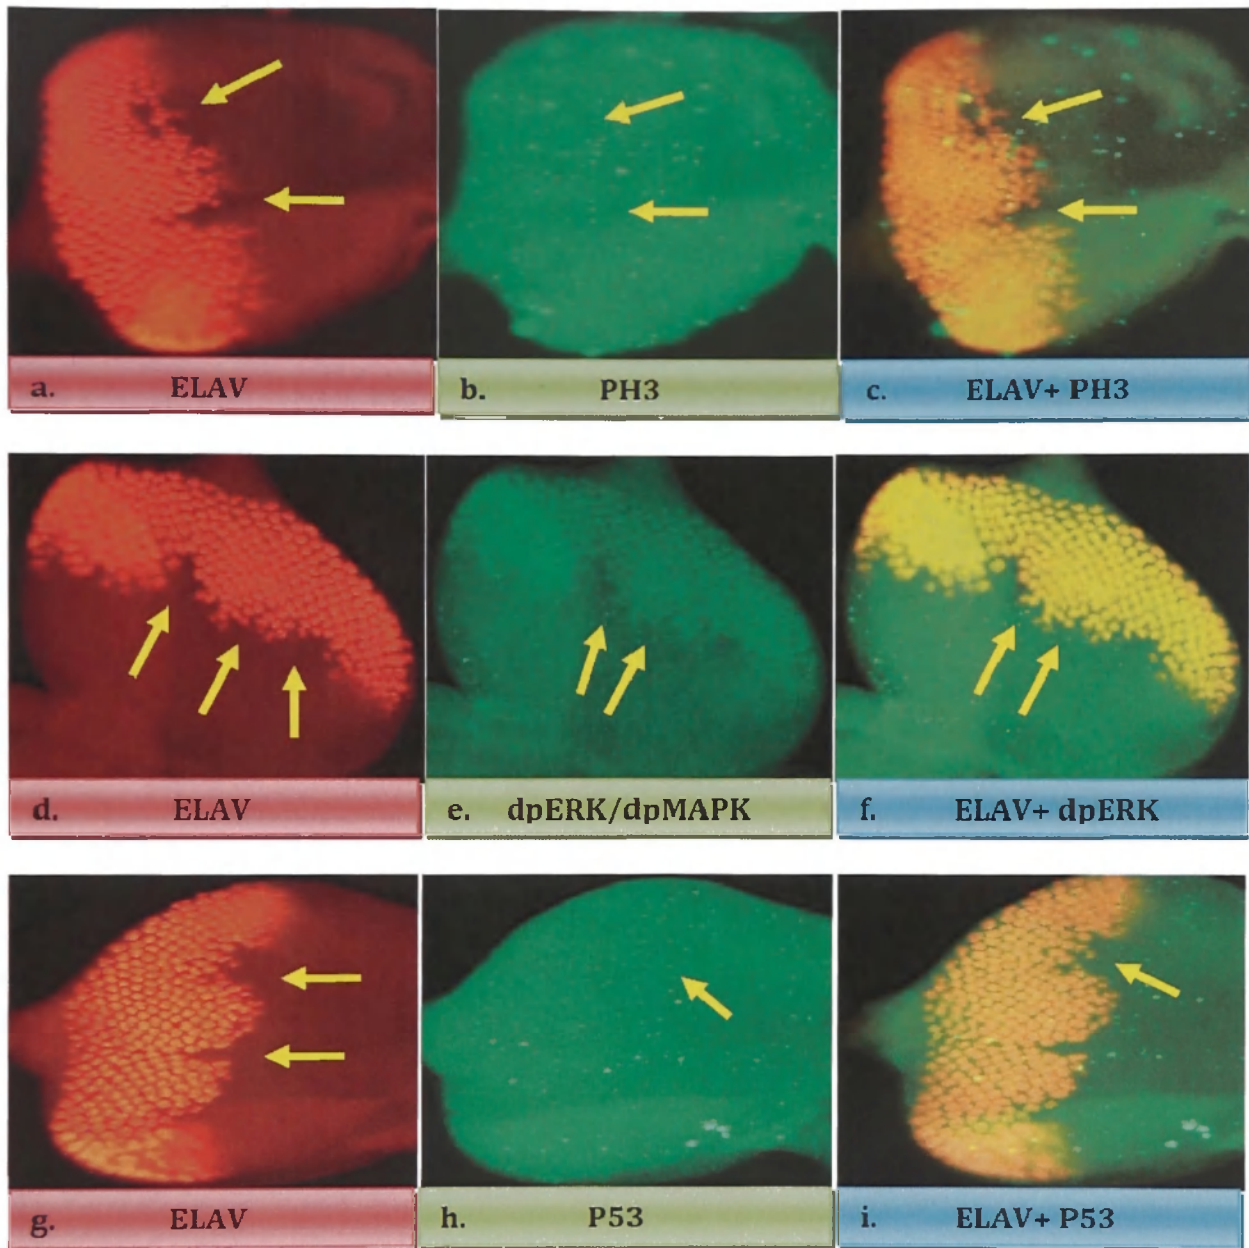 a. ELAV
b. PH3
c. ELAV+ PH3
d. ELAV
e. dpERK/dpMAPK
f. ELAV+ dpERK
g. ELAV
h. P53
i. ELAV+ P53